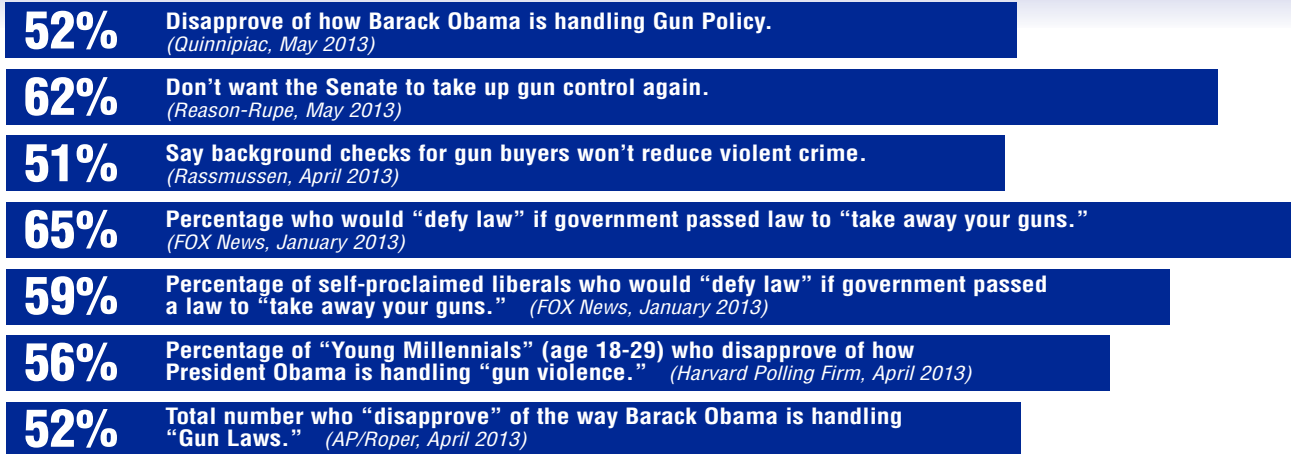 52%
Disapprove of how Barack Obama is handling Gun Policy.
(Quinnipiac, May 2013)
62%
Don’t want the Senate to take up gun control again.
(Reason-Rupe, May 2013)
51%
Say background checks for gun buyers won’t reduce violent crime.
(Rassmussen, April 2013)
65%
Percentage who would “defy law” if government passed law to “take away your guns.”
(FOX News, January 2013)
59%
Percentage of self-proclaimed liberals who would “defy law” if government passed
a law to “take away your guns.” (FOX News, January 2013)
56%
Percentage of “Young Millennials” (age 18-29) who disapprove of how
President Obama is handling “gun violence.” (Harvard Polling Firm, April 2013)
52%
Total number who “disapprove” of the way Barack Obama is handling
“Gun Laws.” (AP/Roper, April 2013)